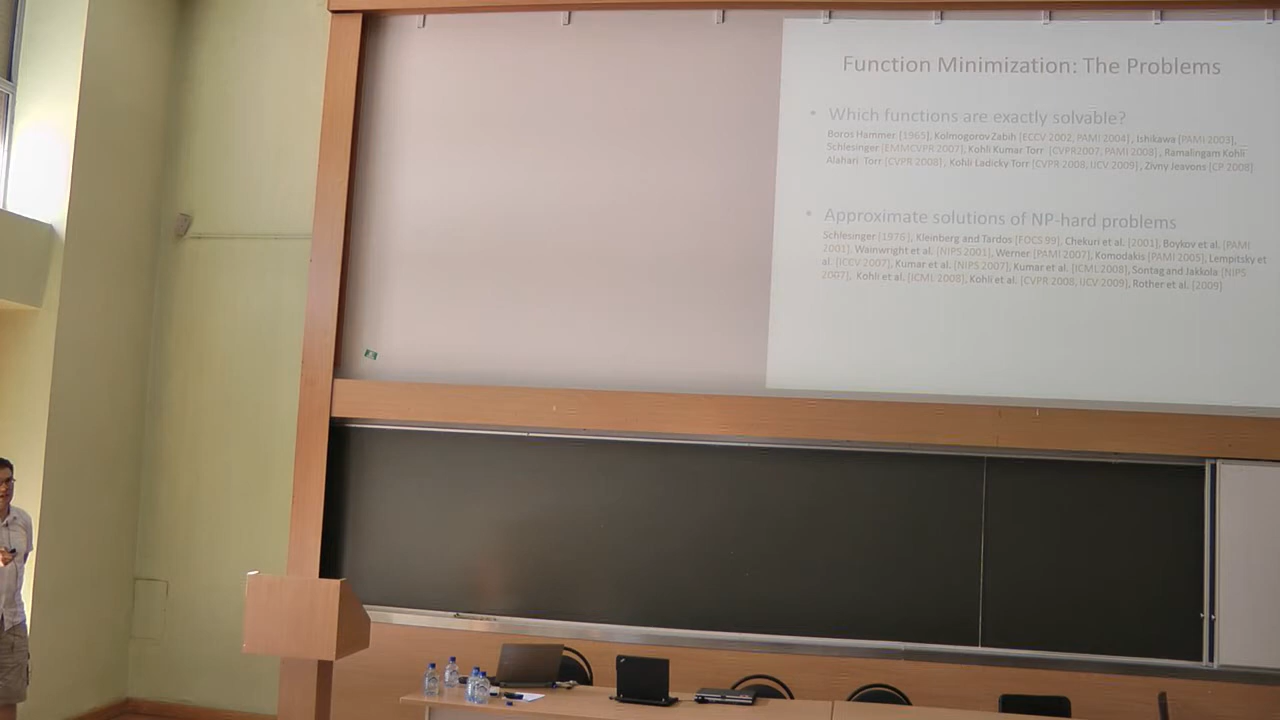 Function Minimization: The Problems
• Which functions are exactly solvable?
Boros Hammer [1965], Kolmogorov Zabih [ECCV 2002, PAMI 2004] , Ishikawa [PAMI 2003],
Schlesinger [EMMCVPR 2007], Kohli Kumar Torr [CVPR2007, PAMI 2008] , Ramalingam Kohli
Alahari Torr [CVPR 2008] , Kohli Ladicky Torr [CVPR 2008, IJCV 2009] , Zivny Jeavons [CP 2008]
• Approximate solutions of NP-hard problems
Schlesinger [1976], Kleinberg and Tardos [FOCS 99], Chekuri et al. [2001], Boykov et al. [PAMI
2001], Wainwright et al. [NIPS 2001], Werner [PAMI 2007], Komodakis [PAMI 2005], Lempitsky et
al. [ICCV 2007], Kumar et al. [NIPS 2007], Kumar et al. [ICML 2008], Sontag and Jakkola [NIPS
2007], Kohli et al. [ICML 2008], Kohli et al. [CVPR 2008, IJCV 2009], Rother et al. [2009]